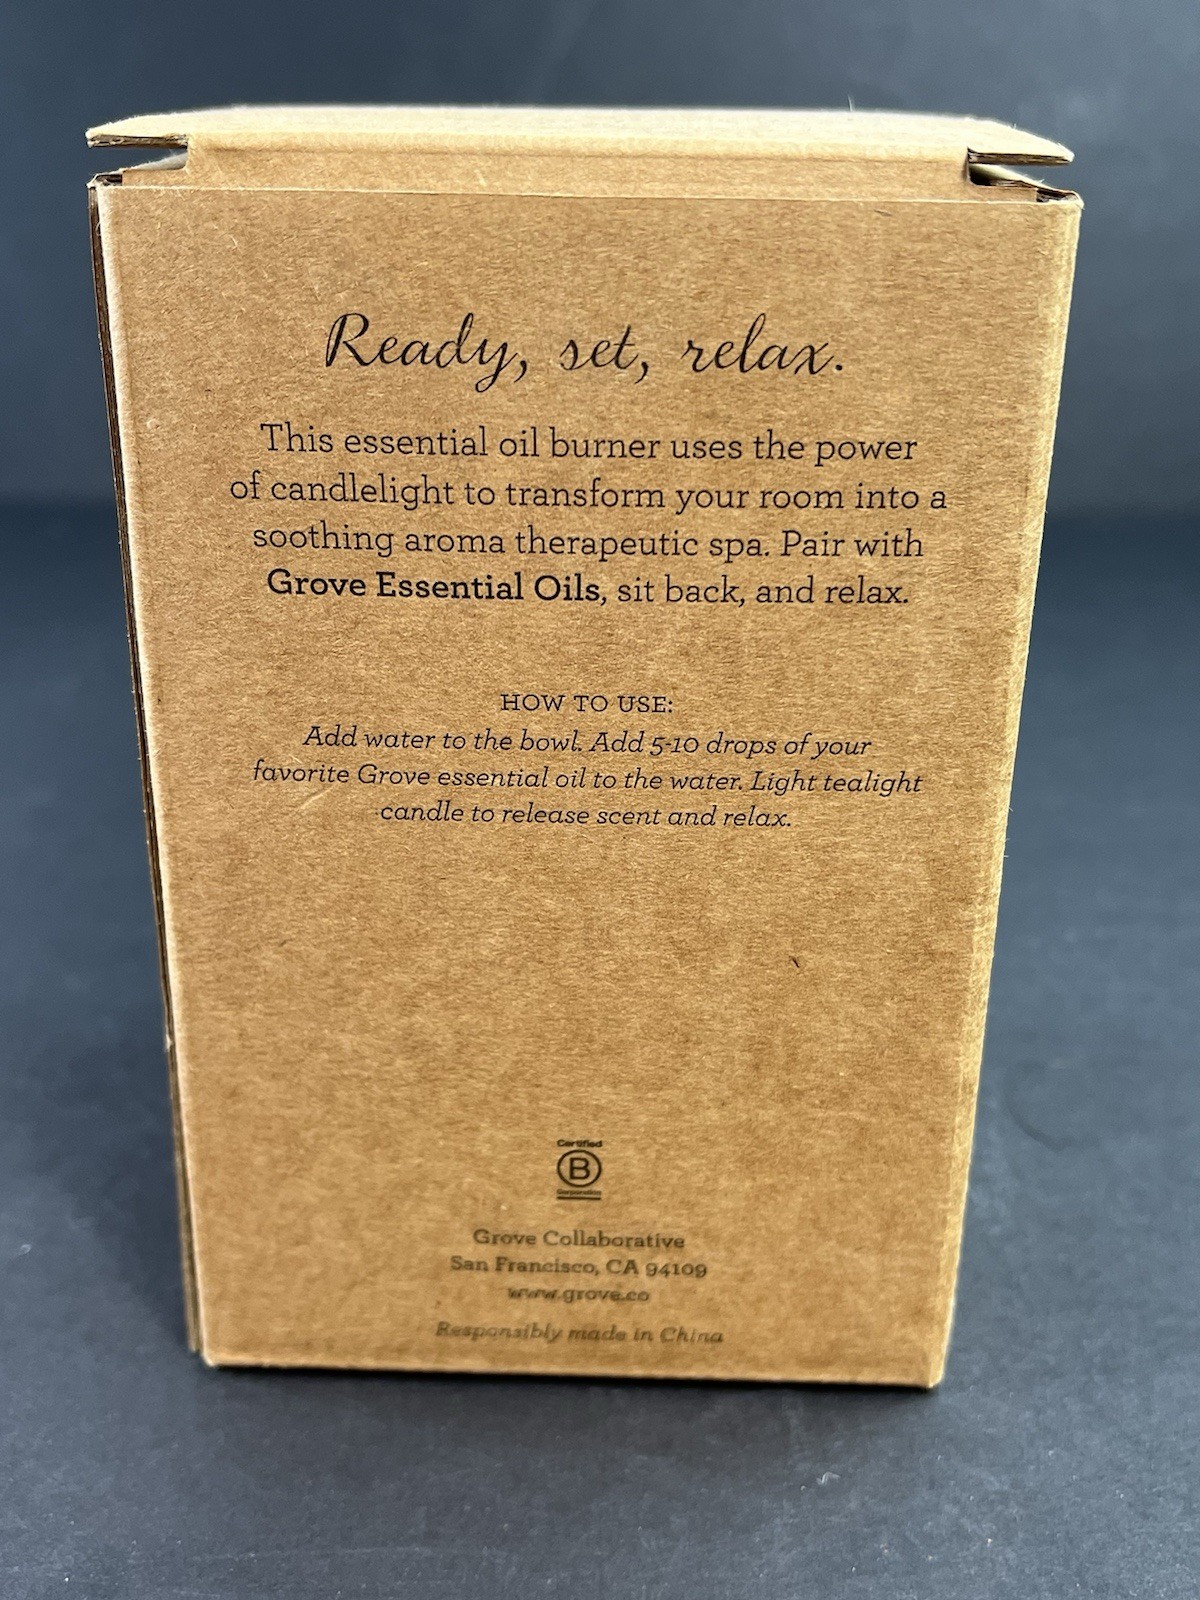 Ready, set, relax.
This essential oil burner uses the power
of candlelight to transform your room into a
soothing aroma therapeutic spa. Pair with
Grove Essential Oils, sit back, and relax.
HOW TO USE:
Add water to the bowl. Add 5-10 drops of your
favorite Grove essential oil to the water. Light tealight
candle to release scent and relax.
Certified
B
Corporation
Grove Collaborative
San Francisco, CA 94109
www.grove.co
Responsibly made in China